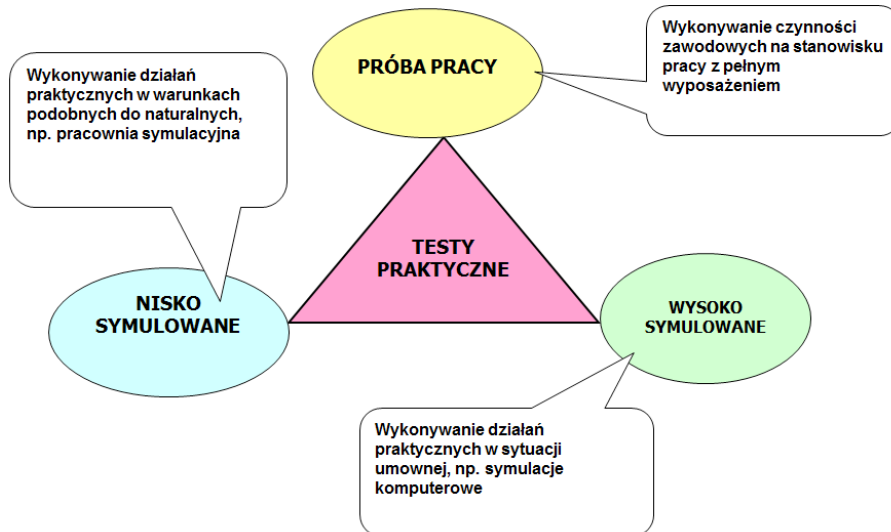 PRÓBA PRACY
Wykonywanie czynności
zawodowych na stanowisku
pracy z pełnym
wyposażeniem
Wykonywanie działań
praktycznych w warunkach
podobnych do naturalnych,
np. pracownia symulacyjna
TESTY
PRAKTYCZNE
NISKO
SYMULOWANE
WYSOKO
SYMULOWANE
Wykonywanie działań
praktycznych w sytuacji
umownej, np. symulacje
komputerowe